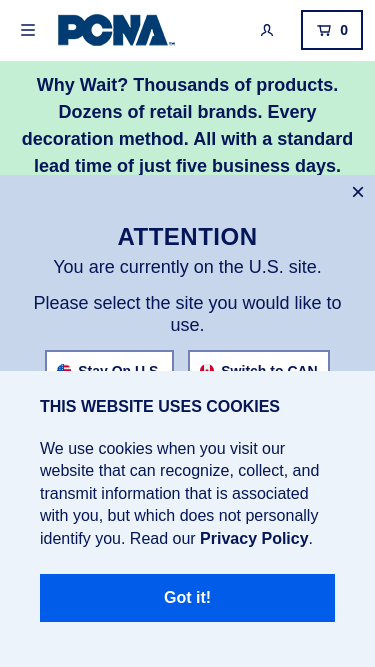 PCNA
0
Why Wait? Thousands of products.
Dozens of retail brands. Every
decoration method. All with a standard
lead time of just five business days.
ATTENTION
You are currently on the U.S. site.
Please select the site you would like to
use.
Stay On U.S. Switch to CAN
THIS WEBSITE USES COOKIES
We use cookies when you visit our
website that can recognize, collect, and
transmit information that is associated
with you, but which does not personally
identify you. Read our Privacy Policy.
Got it!